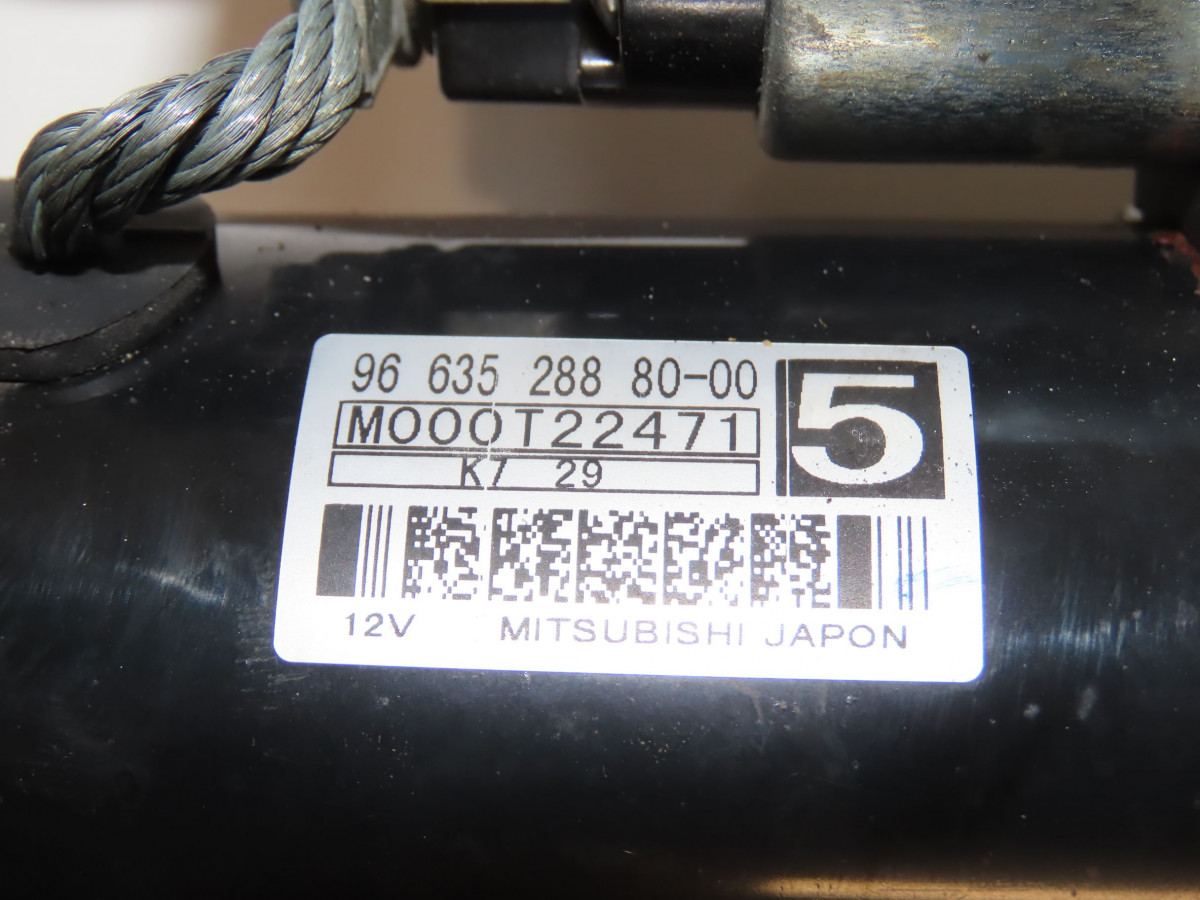 96 635 288 80-00
5
M000T22471
K7 29
12V MITSUBISHI JAPON